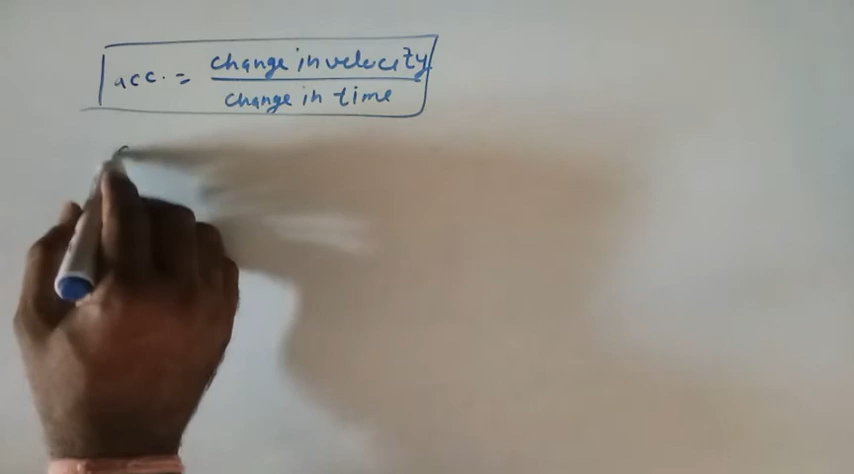 acc. = change in velocity
change in time